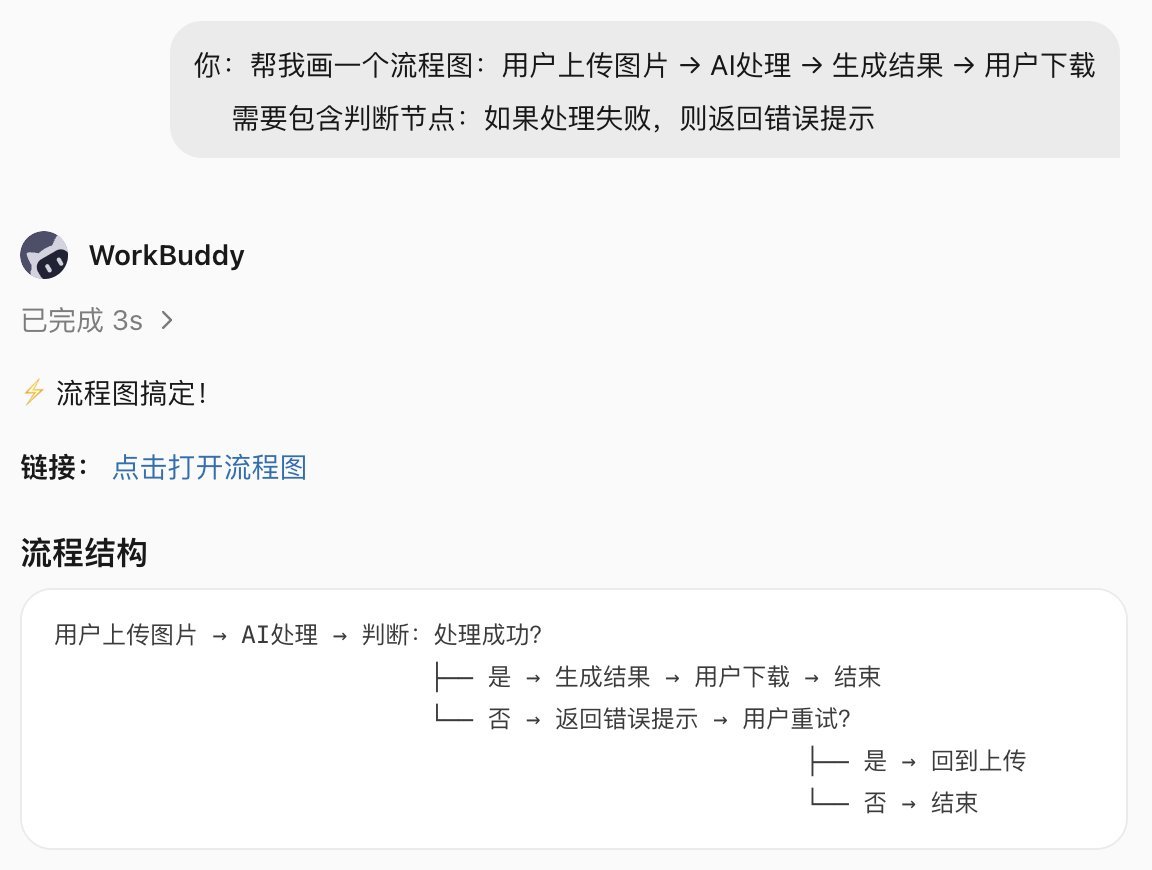 你：帮我画一个流程图：用户上传图片 → AI处理 → 生成结果 → 用户下载
需要包含判断节点：如果处理失败，则返回错误提示
WorkBuddy
已完成 3s >
⚡ 流程图搞定！
链接： 点击打开流程图
流程结构
用户上传图片 → AI处理 → 判断：处理成功?
├── 是 → 生成结果 → 用户下载 → 结束
└── 否 → 返回错误提示 → 用户重试?
├── 是 → 回到上传
└── 否 → 结束